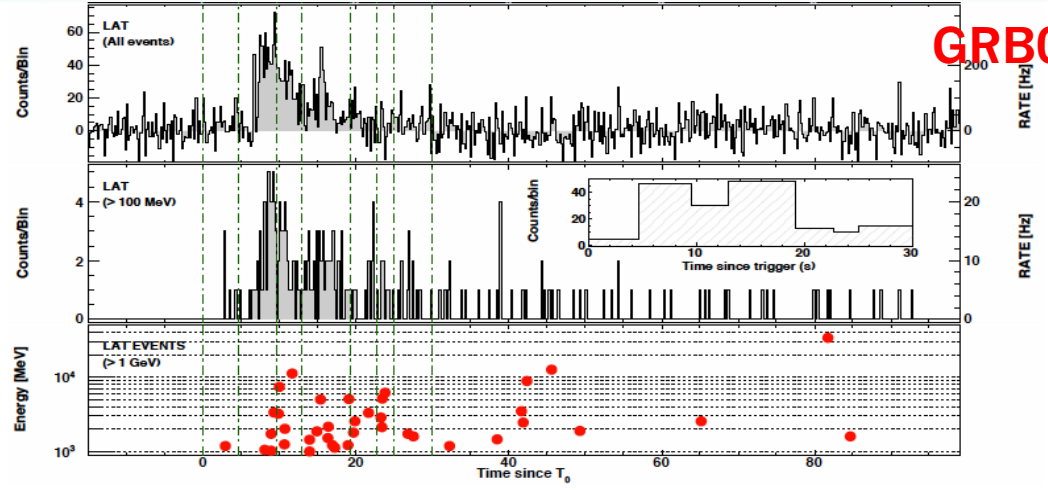 GRB0
LAT
(All events)
Counts/Bin
60
40
20
0
200
0
RATE [Hz]
LAT
(> 100 MeV)
Counts/Bin
4
2
0
20
10
0
RATE [Hz]
Counts/bin
40
20
0
0 10 20 30
Time since trigger (s)
LAT EVENTS
(> 1 GeV)
Energy [MeV]
10⁴
10³
0 20 40 60 80
Time since T₀